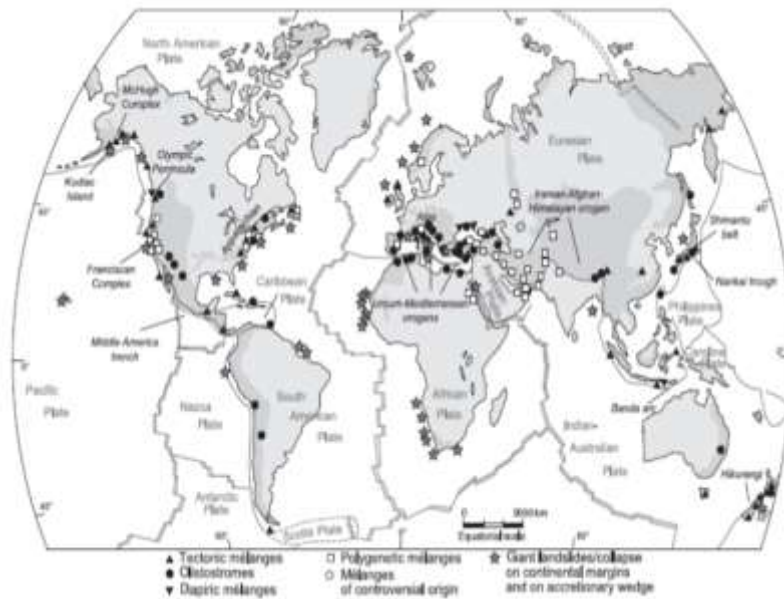 North American
Plate
McHugh
Complex
Olympic
Peninsula
Kodiac
Island
Franciscan
Complex
Middle America
trench
Caribbean
Plate
Pacific
Plate
Nazca
Plate
South
American
Plate
Antarctic
Plate
Scotia Plate
African
Plate
Eurasian
Plate
Iranian-Afghan
Himalayan orogen
orogens
Shimanto
belt
Nankai trough
Philippine
Plate
Banda arc
Indian-
Australian
Plate
Hikurangi
0
Equatorial scale
▲ Tectonic mélanges
● Olistostromes
▼ Diapiric mélanges
□ Polygenetic mélanges
○ Mélanges
of controversial origin
☆ Giant landslides/collapse
on continental margins
and on accretionary wedge